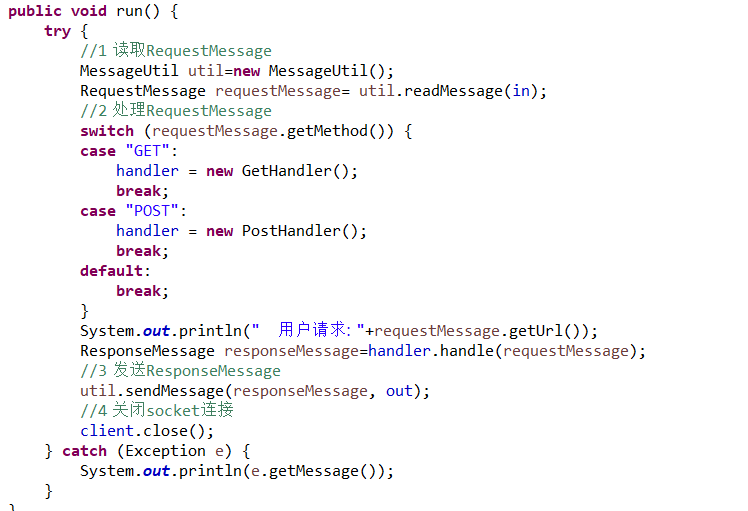 public void run() {
    try {
        //1 读取RequestMessage
        MessageUtil util=new MessageUtil();
        RequestMessage requestMessage= util.readMessage(in);
        //2 处理RequestMessage
        switch (requestMessage.getMethod()) {
        case "GET":
            handler = new GetHandler();
            break;
        case "POST":
            handler = new PostHandler();
            break;
        default:
            break;
        }
        System.out.println("  用户请求: "+requestMessage.getUrl());
        ResponseMessage responseMessage=handler.handle(requestMessage);
        //3 发送ResponseMessage
        util.sendMessage(responseMessage, out);
        //4 关闭socket连接
        client.close();
    } catch (Exception e) {
        System.out.println(e.getMessage());
    }
}